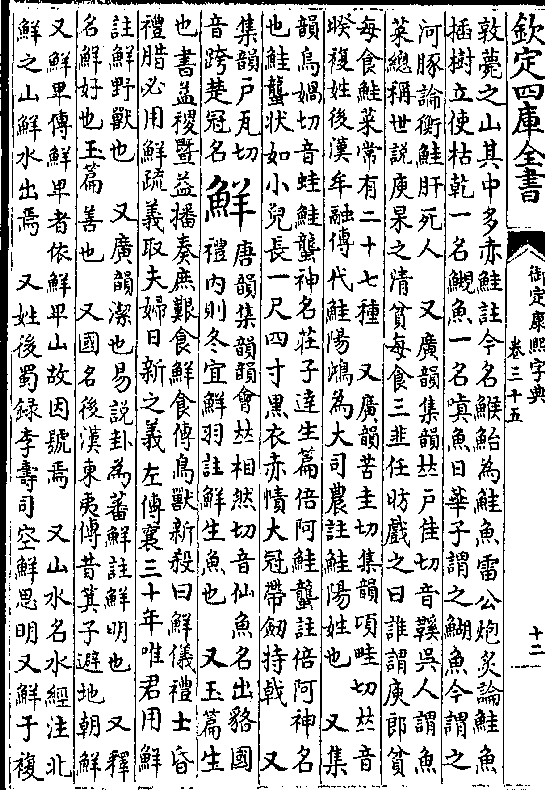 欽定四庫全書
御定康熙字典
卷三十五
十二
敦薨之山其中多赤鮭註今名鯸鮐為鮭魚雷公炮炙論鮭魚
插樹立使枯乾一名鯢魚一名嗔魚日華子謂之鰗魚今謂之
河豚論衡鮭肝死人 又廣韻集韻𠀤戶佳切音鞵吳人謂魚
菜總稱世說庾杲之清貧每食三韭任昉戲之曰誰謂庾郎貧
每食鮭菜常有二十七種 又廣韻苦圭切集韻頃畦切𠀤音
睽複姓後漢牟融傳代鮭陽鴻為大司農註鮭陽姓也 又集
韻烏媧切音蛙鮭蠪神名莊子達生篇倍阿鮭蠪註倍阿神名
也鮭蠪状如小兒長一尺四寸黒衣赤幘大冠帶劔持戟 又
集韻戶瓦切
音跨楚冠名
鮮
唐韻集韻韻會𠀤相然切音仙魚名出貉國
禮內則冬宜鮮羽註鮮生魚也 又玉篇生
也書益稷暨益播奏庶艱食鮮食傳鳥獸新殺曰鮮儀禮士昏
禮腊必用鮮疏義取夫婦日新之義左傳襄三十年唯君用鮮
註鮮野獸也 又廣韻潔也易說卦為蕃鮮註鮮明也 又釋
名鮮好也玉篇善也 又國名後漢東夷傳昔箕子避地朝鮮
又鮮卑傳鮮卑者依鮮卑山故因號焉 又山水名水經注北
鮮之山鮮水出焉 又姓後蜀錄李壽司空鮮思明又鮮于複